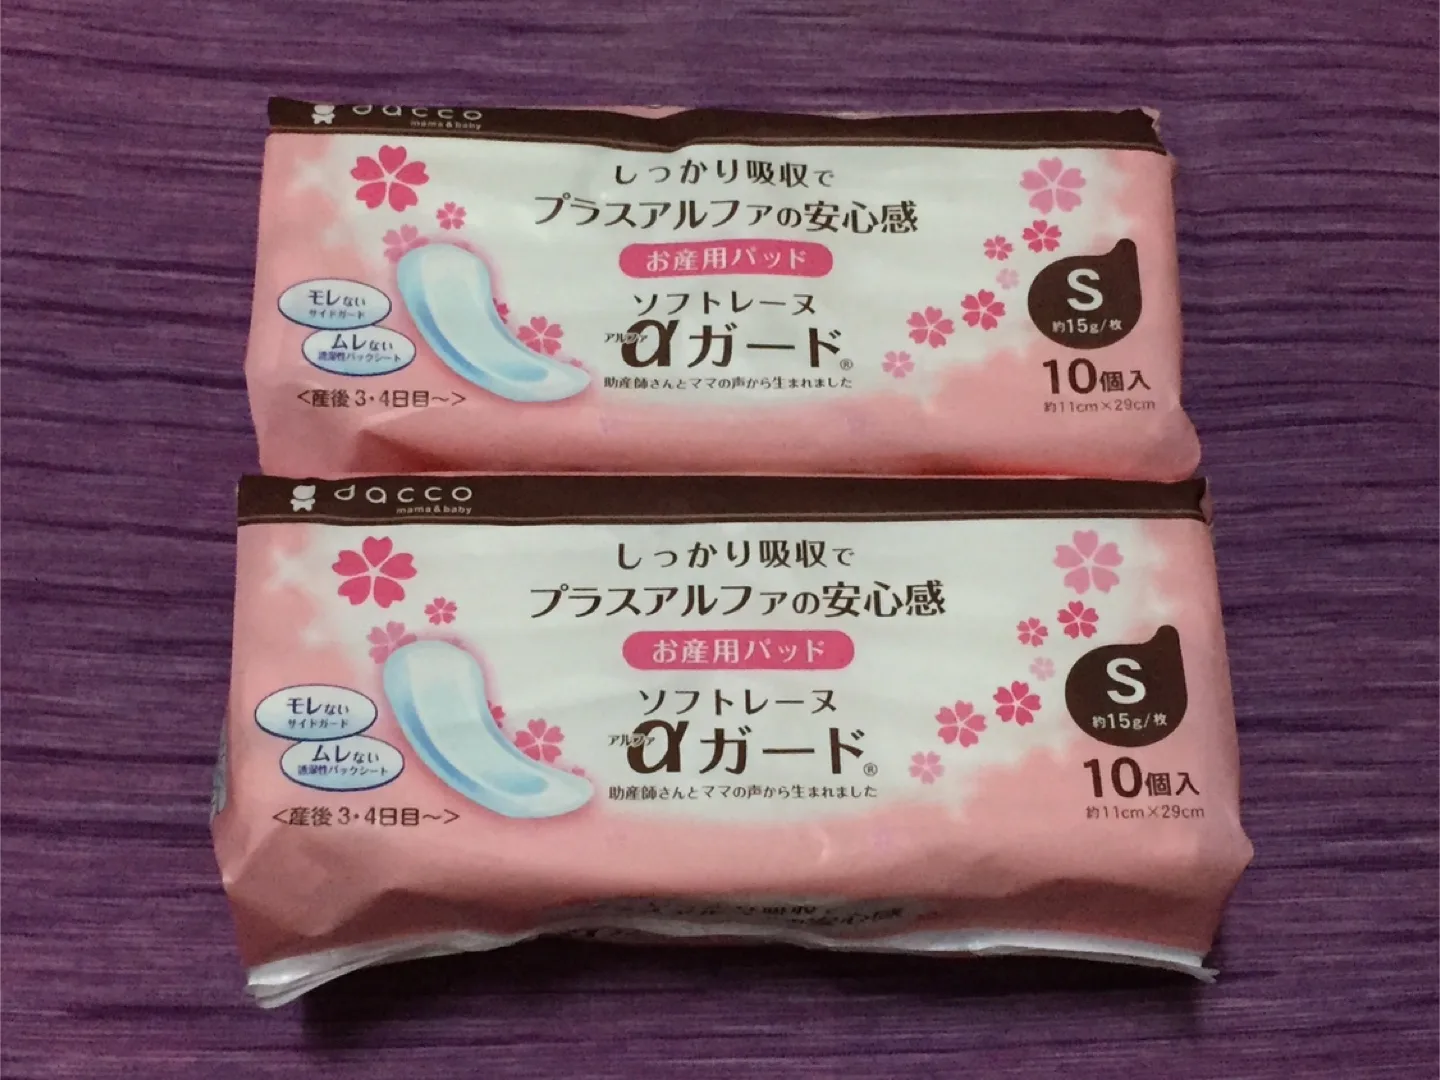 dacco
mama & baby
しっかり吸収で
プラスアルファの安心感
お産用パッド
ソフトレーヌ
アルファ
αガード®
助産師さんとママの声から生まれました
モレない
サイドガード
ムレない
透湿性バックシート
<産後3・4日目〜>
S
約15g/枚
10個入
約11cm×29cm
dacco
mama & baby
しっかり吸収で
プラスアルファの安心感
お産用パッド
ソフトレーヌ
アルファ
αガード®
助産師さんとママの声から生まれました
モレない
サイドガード
ムレない
透湿性バックシート
<産後3・4日目〜>
S
約15g/枚
10個入
約11cm×29cm